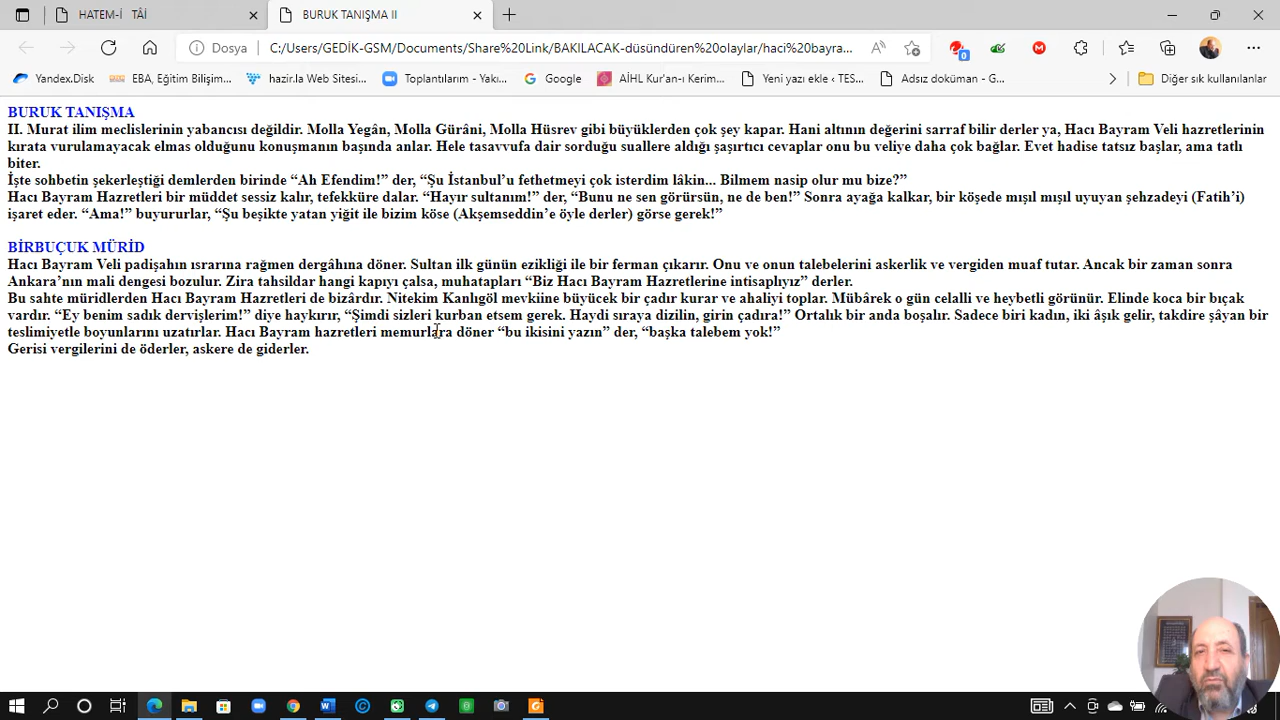 HATEM-İ TÂİ
BURUK TANIŞMA II
Dosya
C:/Users/GEDİK-GSM/Documents/Share%20Link/BAKILACAK-düsündüren%20olaylar/haci%20bayra...
Yandex.Disk
EBA, Eğitim Bilişim...
hazir.la Web Sitesi...
Toplantılarım - Yakı...
Google
AİHL Kur'an-ı Kerim...
Yeni yazı ekle ‹ TES...
Adsız doküman - G...
Diğer sık kullanılanlar
BURUK TANIŞMA
II. Murat ilim meclislerinin yabancısı değildir. Molla Yegân, Molla Gürâni, Molla Hüsrev gibi büyüklerden çok şey kapar. Hani altının değerini sarraf bilir derler ya, Hacı Bayram Veli hazretlerinin
kırata vurulamayacak elmas olduğunu konuşmanın başında anlar. Hele tasavvufa dair sorduğu suallere aldığı şaşırtıcı cevaplar onu bu veliye daha çok bağlar. Evet hadise tatsız başlar, ama tatlı
biter.
İşte sohbetin şekerleştiği demlerden birinde “Ah Efendim!” der, “Şu İstanbul’u fethetmeyi çok isterdim lâkin... Bilmem nasip olur mu bize?”
Hacı Bayram Hazretleri bir müddet sessiz kalır, tefekküre dalar. “Hayır sultanım!” der, “Bunu ne sen görürsün, ne de ben!” Sonra ayağa kalkar, bir köşede mışıl mışıl uyuyan şehzadeyi (Fatih’i)
işaret eder. “Ama!” buyururlar, “Şu beşikte yatan yiğit ile bizim köse (Akşemseddin’e öyle derler) görse gerek!”
BİRBUÇUK MÜRİD
Hacı Bayram Veli padişahın ısrarına rağmen dergâhına döner. Sultan ilk günün ezikliği ile bir ferman çıkarır. Onu ve onun talebelerini askerlik ve vergiden muaf tutar. Ancak bir zaman sonra
Ankara’nın mali dengesi bozulur. Zira tahsildar hangi kapıyı çalsa, muhatapları “Biz Hacı Bayram Hazretlerine intisaplıyız” derler.
Bu sahte müridlerden Hacı Bayram Hazretleri de bizârdır. Nitekim Kanlıgöl mevkiine büyücek bir çadır kurar ve ahaliyi toplar. Mübârek o gün celalli ve heybetli görünür. Elinde koca bir bıçak
vardır. “Ey benim sadık dervişlerim!” diye haykırır, “Şimdi sizleri kurban etsem gerek. Haydi sıraya dizilin, girin çadıra!” Ortalık bir anda boşalır. Sadece biri kadın, iki âşık gelir, takdire şâyan bir
teslimiyetle boyunlarını uzatırlar. Hacı Bayram hazretleri memurlara döner “bu ikisini yazın” der, “başka talebem yok!”
Gerisi vergilerini de öderler, askere de giderler.